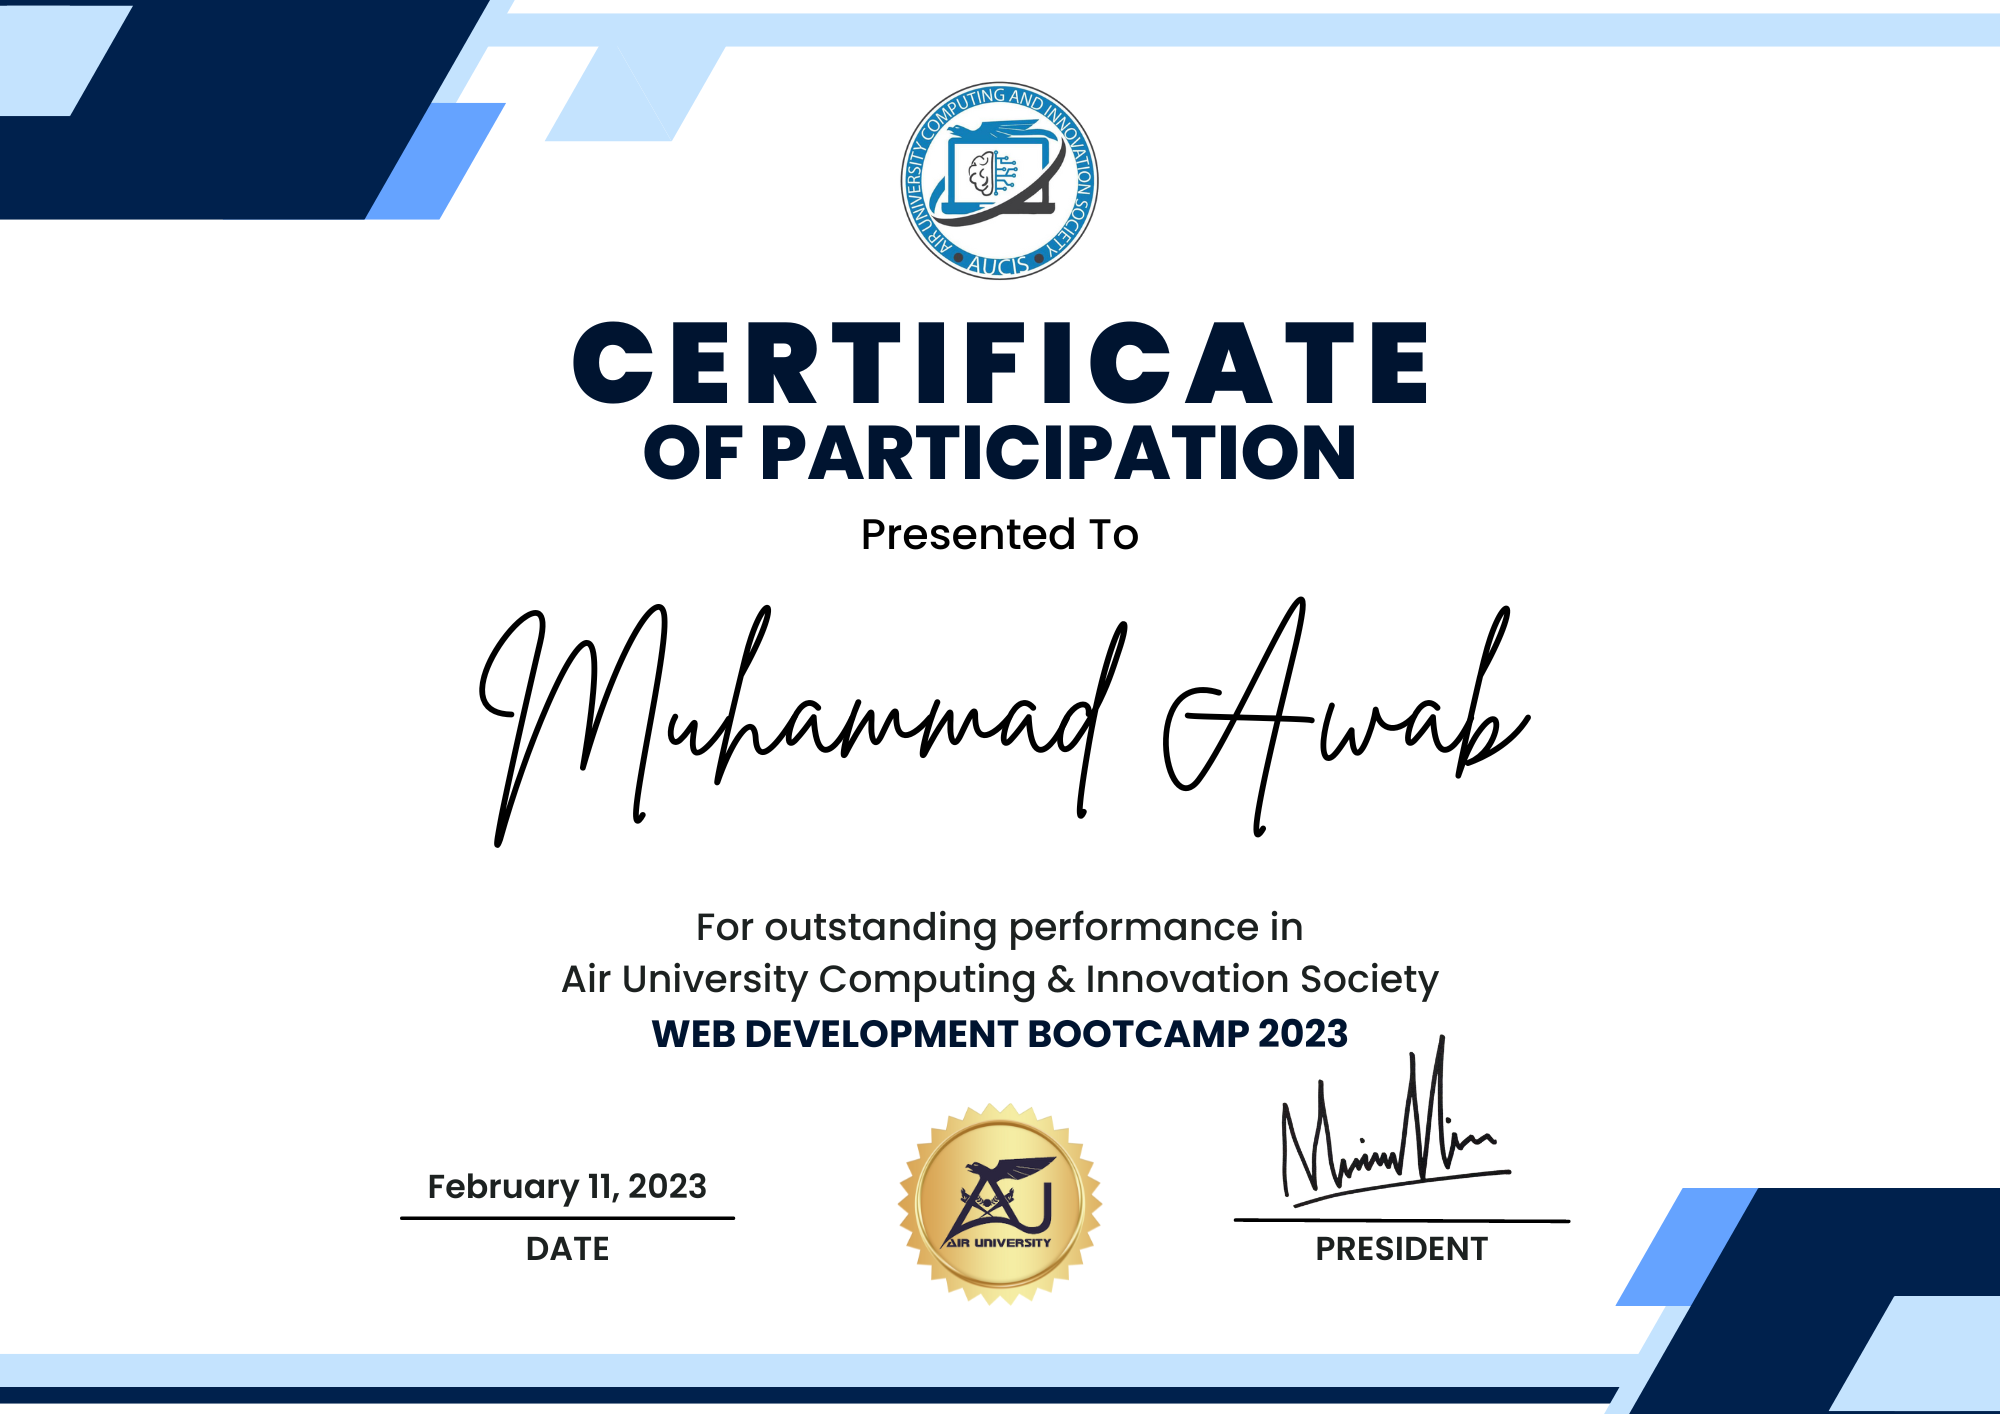 AIR UNIVERSITY COMPUTING AND INNOVATION SOCIETY
• AUCIS •
CERTIFICATE
OF PARTICIPATION
Presented To
Muhammad Awab
For outstanding performance in
Air University Computing & Innovation Society
WEB DEVELOPMENT BOOTCAMP 2023
February 11, 2023
DATE
AU
AIR UNIVERSITY
PRESIDENT